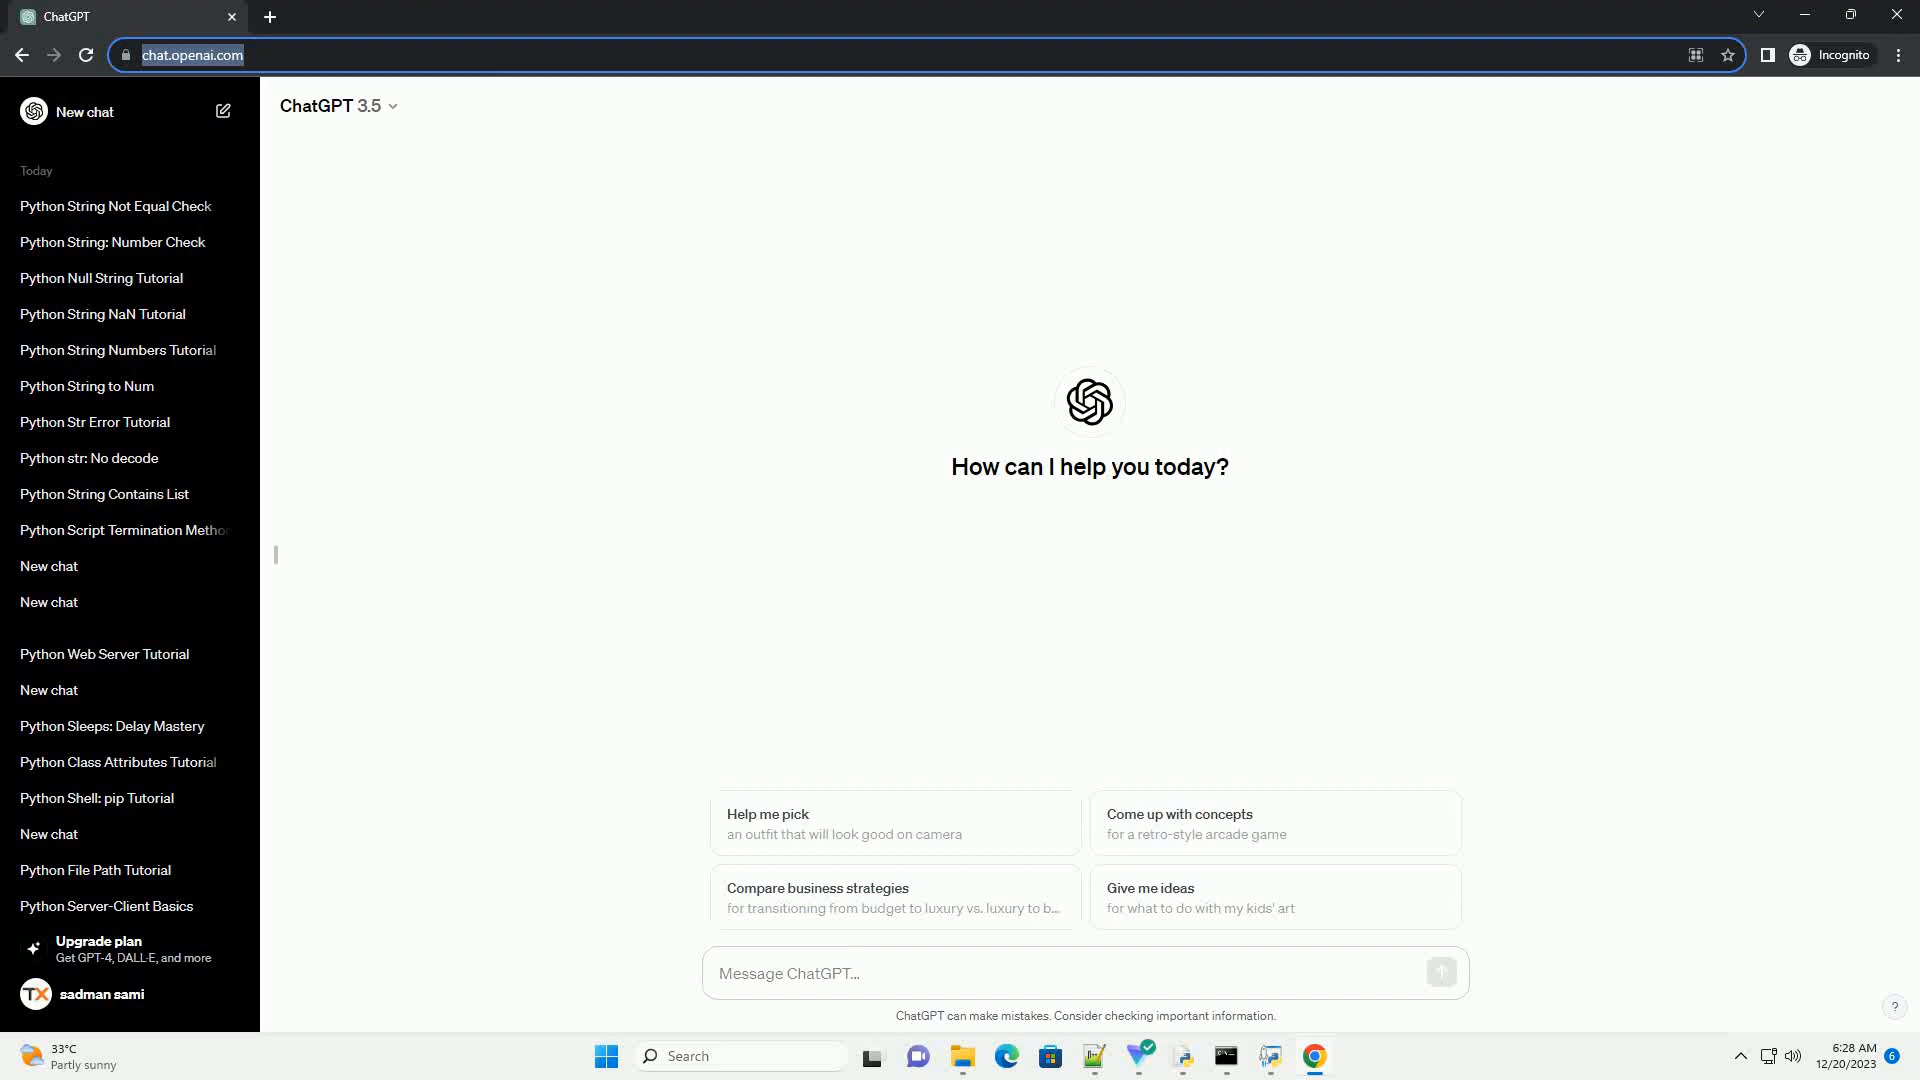 ChatGPT
chat.openai.com
Incognito
New chat
ChatGPT 3.5
Today
Python String Not Equal Check
Python String: Number Check
Python Null String Tutorial
Python String NaN Tutorial
Python String Numbers Tutorial
Python String to Num
Python Str Error Tutorial
Python str: No decode
Python String Contains List
Python Script Termination Metho
New chat
New chat
Python Web Server Tutorial
New chat
Python Sleeps: Delay Mastery
Python Class Attributes Tutorial
Python Shell: pip Tutorial
New chat
Python File Path Tutorial
Python Server-Client Basics
Upgrade plan
Get GPT-4, DALL·E, and more
TX sadman sami
How can I help you today?
Help me pick
an outfit that will look good on camera
Come up with concepts
for a retro-style arcade game
Compare business strategies
for transitioning from budget to luxury vs. luxury to b...
Give me ideas
for what to do with my kids' art
Message ChatGPT...
ChatGPT can make mistakes. Consider checking important information.
?
33°C
Partly sunny
Search
6:28 AM
12/20/2023
6